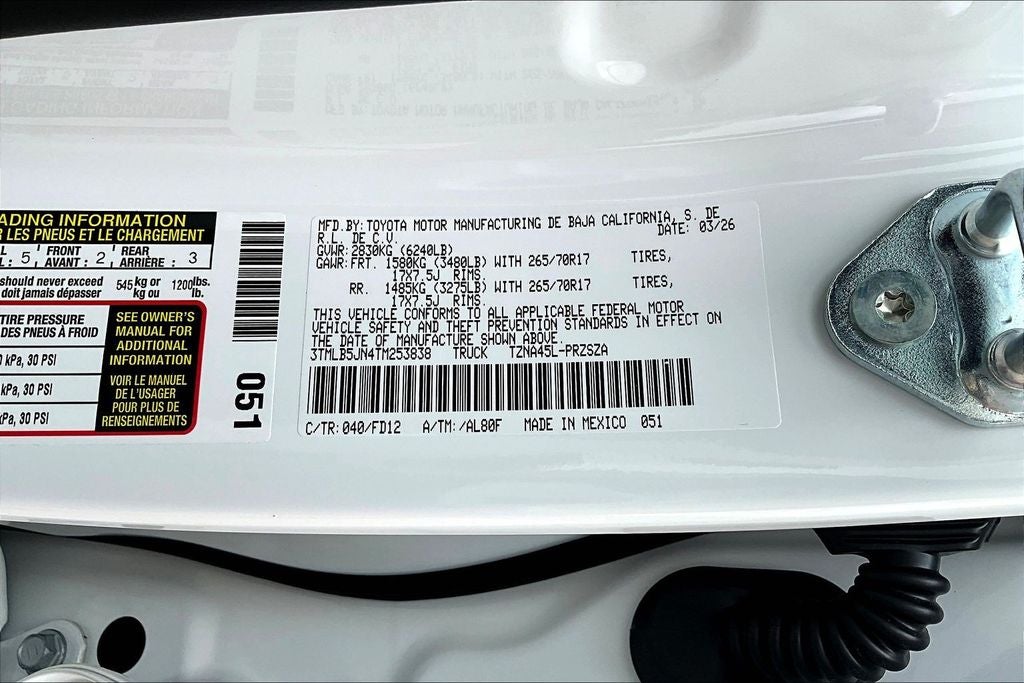 ADING INFORMATION
R LES PNEUS ET LE CHARGEMENT
L : 5 FRONT AVANT : 2 REAR ARRIÈRE : 3
should never exceed 545 kg or 1200 lbs.
doit jamais dépasser kg ou lb.
TIRE PRESSURE
DES PNEUS À FROID
kPa, 30 PSI
kPa, 30 PSI
kPa, 30 PSI
SEE OWNER'S
MANUAL FOR
ADDITIONAL
INFORMATION
VOIR LE MANUEL
DE L'USAGER
POUR PLUS DE
RENSEIGNEMENTS
051
MFD.BY: TOYOTA MOTOR MANUFACTURING DE BAJA CALIFORNIA, S. DE
R.L. DE C.V. DATE: 03/26
GVWR: 2830KG (6240LB)
GAWR:FRT. 1580KG (3480LB) WITH 265/70R17 TIRES,
17X7.5J RIMS.
RR. 1485KG (3275LB) WITH 265/70R17 TIRES,
17X7.5J RIMS.
THIS VEHICLE CONFORMS TO ALL APPLICABLE FEDERAL MOTOR
VEHICLE SAFETY AND THEFT PREVENTION STANDARDS IN EFFECT ON
THE DATE OF MANUFACTURE SHOWN ABOVE.
3TMLB5JN4TM253838 TRUCK TZNA45L-PRZSZA
C/TR: 040/FD12 A/TM: /AL80F MADE IN MEXICO 051